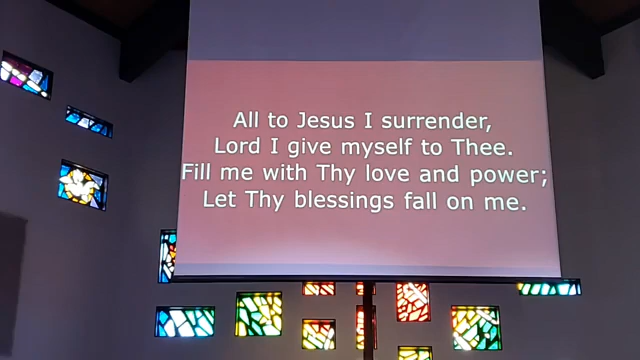 All to Jesus I surrender,
Lord I give myself to Thee.
Fill me with Thy love and power;
Let Thy blessings fall on me.